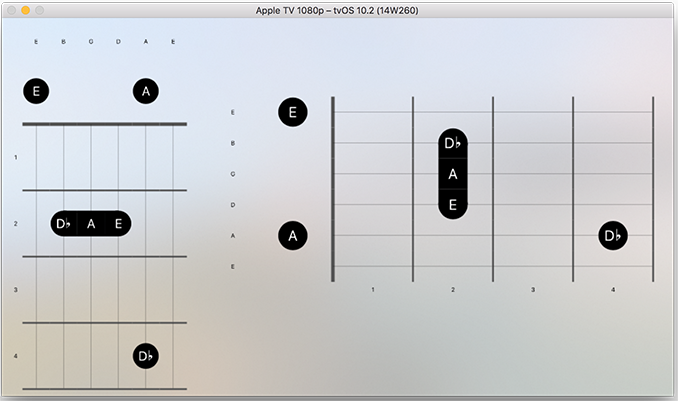 Apple TV 1080p – tvOS 10.2 (14W260)
E B G D A E
E A
1
2 D♭ A E
3
4 D♭
E E
B D♭
G A
D E
A A D♭
E
1 2 3 4